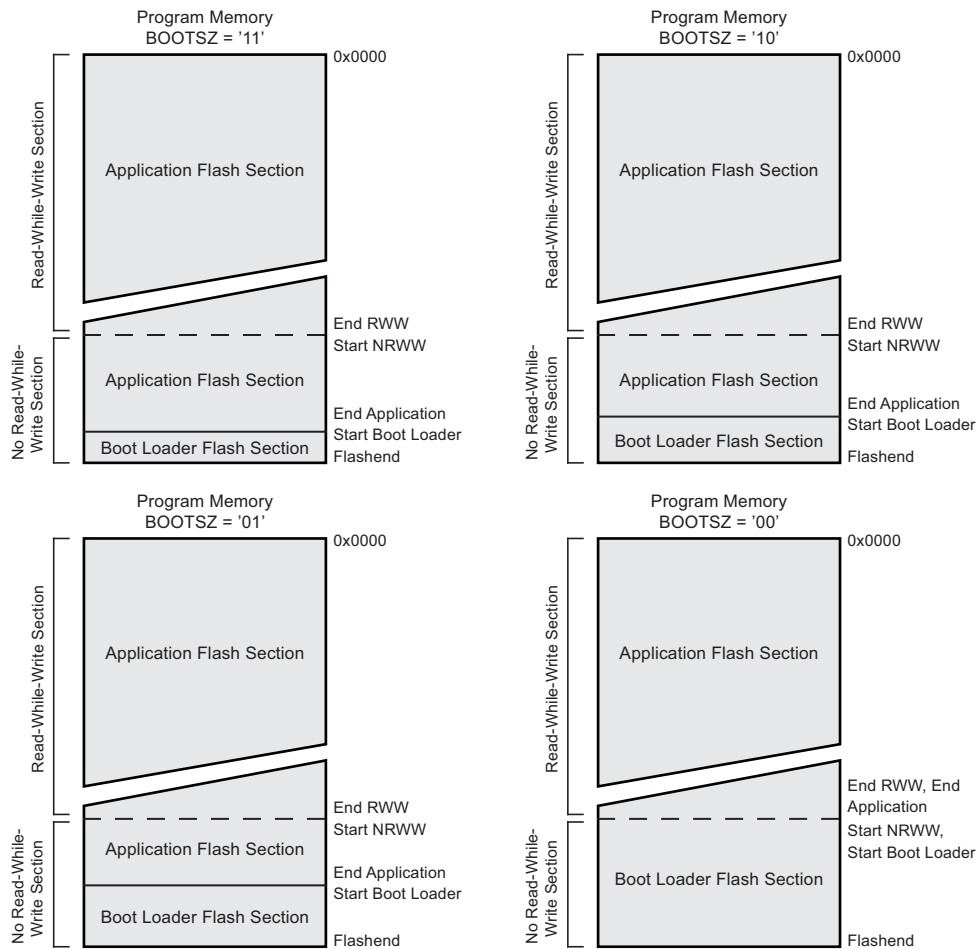 Program Memory
BOOTSZ = '11'
0x0000
Read-While-Write Section
Application Flash Section
End RWW
Start NRWW
No Read-While-
Write Section
Application Flash Section
End Application
Start Boot Loader
Boot Loader Flash Section
Flashend
Program Memory
BOOTSZ = '10'
0x0000
Read-While-Write Section
Application Flash Section
End RWW
Start NRWW
No Read-While-
Write Section
Application Flash Section
End Application
Start Boot Loader
Boot Loader Flash Section
Flashend
Program Memory
BOOTSZ = '01'
0x0000
Read-While-Write Section
Application Flash Section
End RWW
Start NRWW
No Read-While-
Write Section
Application Flash Section
End Application
Start Boot Loader
Boot Loader Flash Section
Flashend
Program Memory
BOOTSZ = '00'
0x0000
Read-While-Write Section
Application Flash Section
End RWW, End
Application
Start NRWW,
Start Boot Loader
No Read-While-
Write Section
Boot Loader Flash Section
Flashend